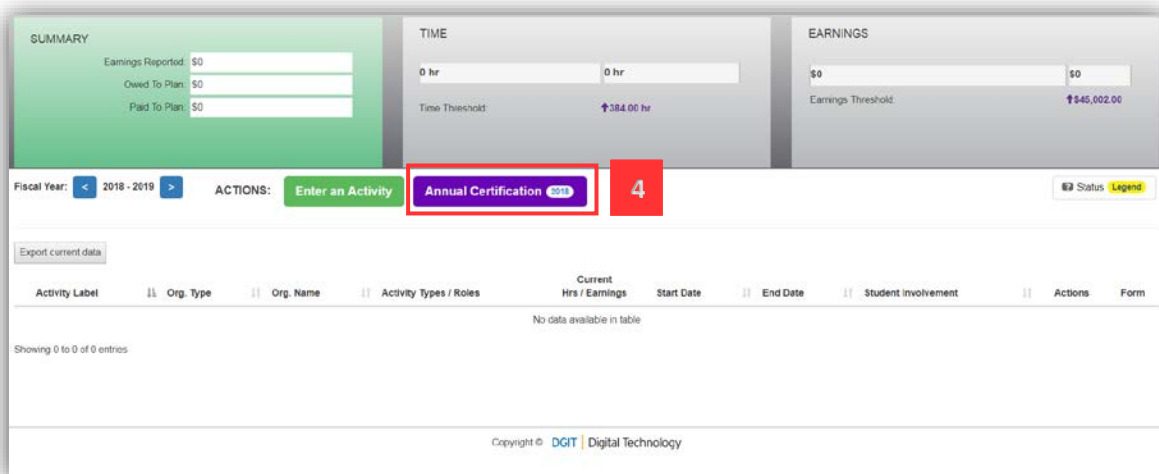 SUMMARY
Earnings Reported: $0
Owed To Plan: $0
Paid To Plan: $0
TIME
0 hr 0 hr
Time Threshold: 384.00 hr
EARNINGS
$0 $0
Earnings Threshold: $45,002.00
Fiscal Year: < 2018 - 2019 > ACTIONS: Enter an Activity Annual Certification 2018 4 Status Legend
Export current data
Activity Label Org. Type Org. Name Activity Types / Roles Current Hrs / Earnings Start Date End Date Student Involvement Actions Form
No data available in table
Showing 0 to 0 of 0 entries
Copyright © DGIT | Digital Technology